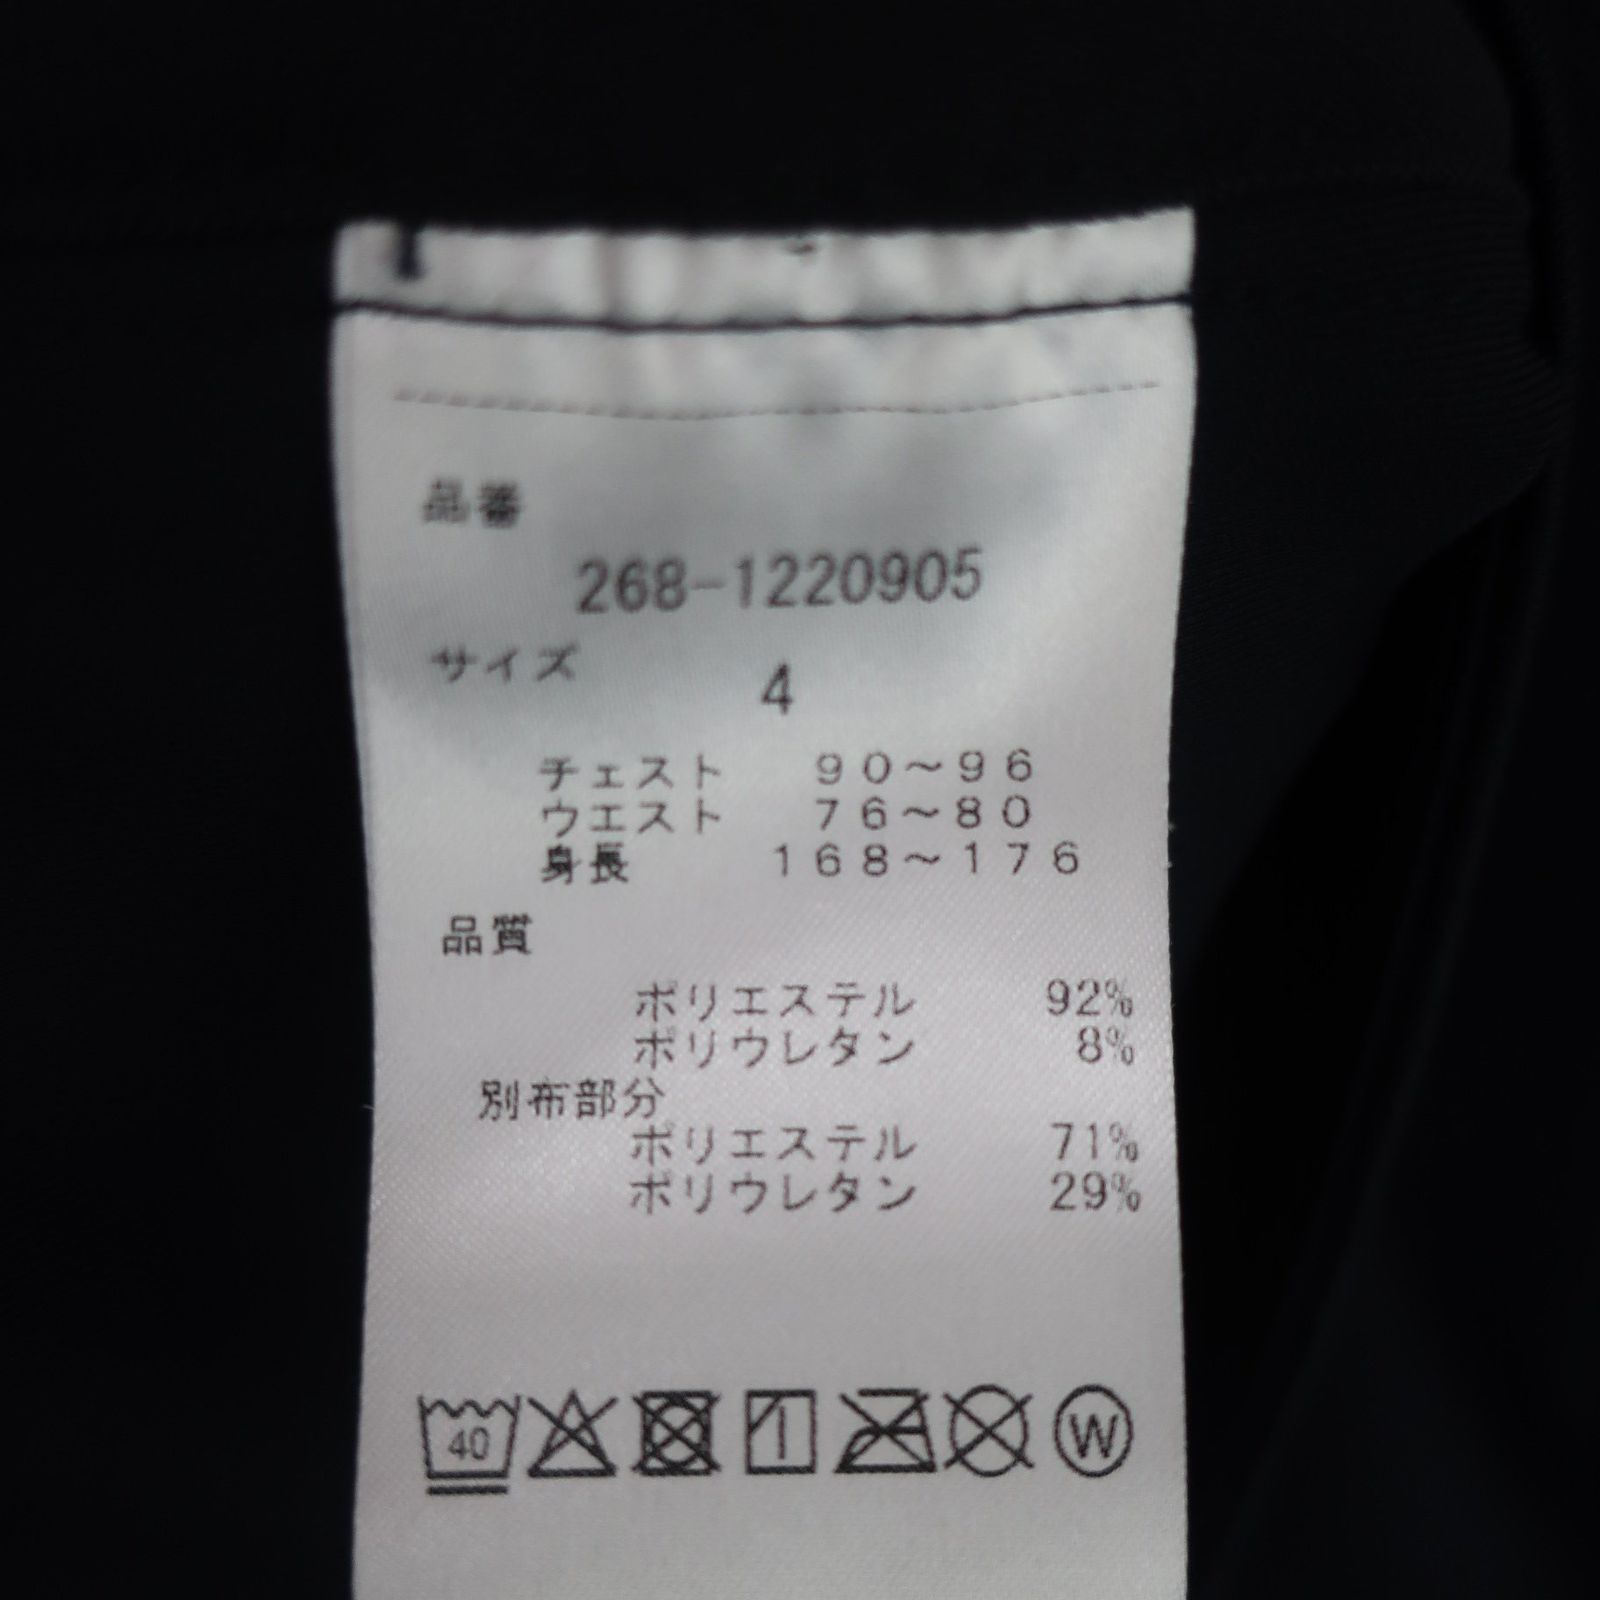 品番
268-1220905
サイズ 4
チェスト 90～96
ウエスト 76～80
身長 168～176
品質
ポリエステル 92%
ポリウレタン 8%
別布部分
ポリエステル 71%
ポリウレタン 29%
40 W